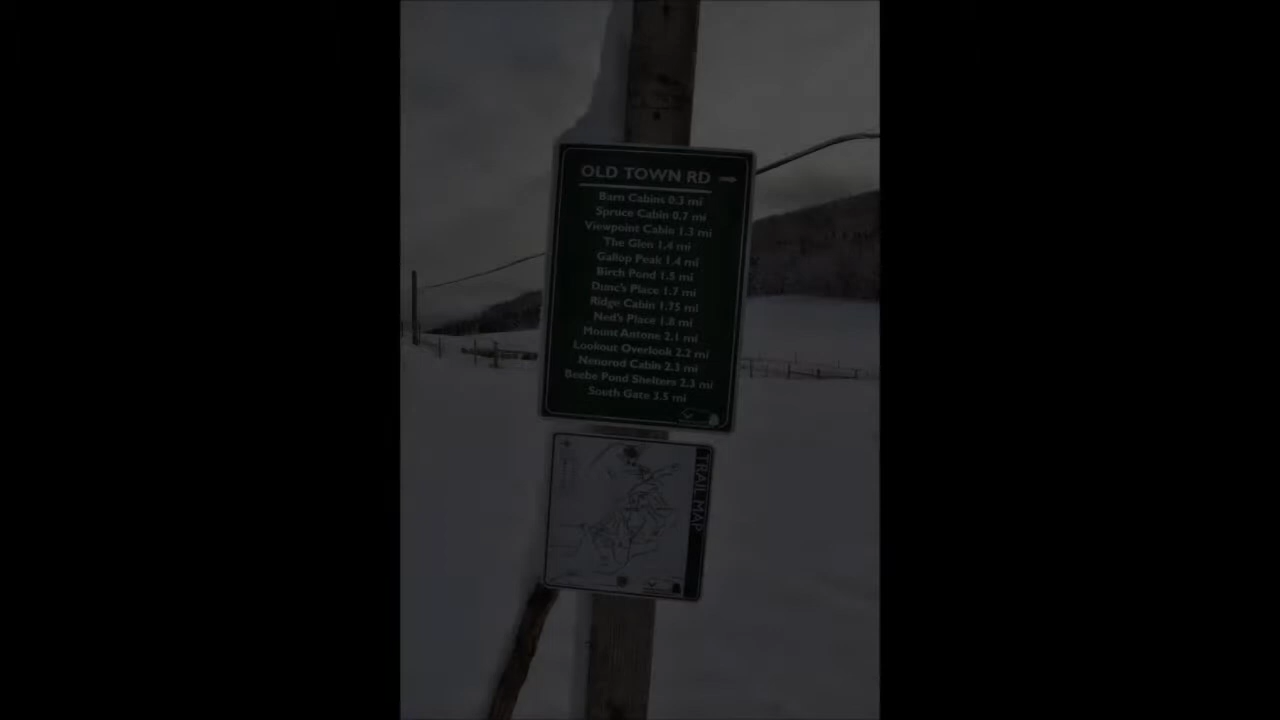 OLD TOWN RD
Barn Cabins 0.3 mi
Spruce Cabin 0.7 mi
Viewpoint Cabin 1.3 mi
The Glen 1.4 mi
Gallop Peak 1.4 mi
Birch Pond 1.5 mi
Dunc's Place 1.7 mi
Ridge Cabin 1.75 mi
Ned's Place 1.8 mi
Mount Antone 2.1 mi
Lookout Overlook 2.2 mi
Nenorod Cabin 2.3 mi
Beebe Pond Shelters 2.3 mi
South Gate 3.5 mi
TRAIL MAP